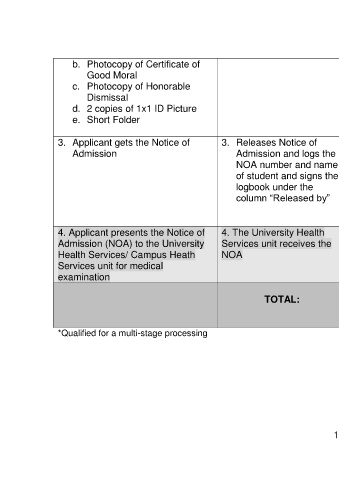 b. Photocopy of Certificate of
Good Moral
c. Photocopy of Honorable
Dismissal
d. 2 copies of 1x1 ID Picture
e. Short Folder
3. Applicant gets the Notice of
Admission
3. Releases Notice of
Admission and logs the
NOA number and name
of student and signs the
logbook under the
column “Released by”
4. Applicant presents the Notice of
Admission (NOA) to the University
Health Services/ Campus Heath
Services unit for medical
examination
4. The University Health
Services unit receives the
NOA
TOTAL:
*Qualified for a multi-stage processing
1